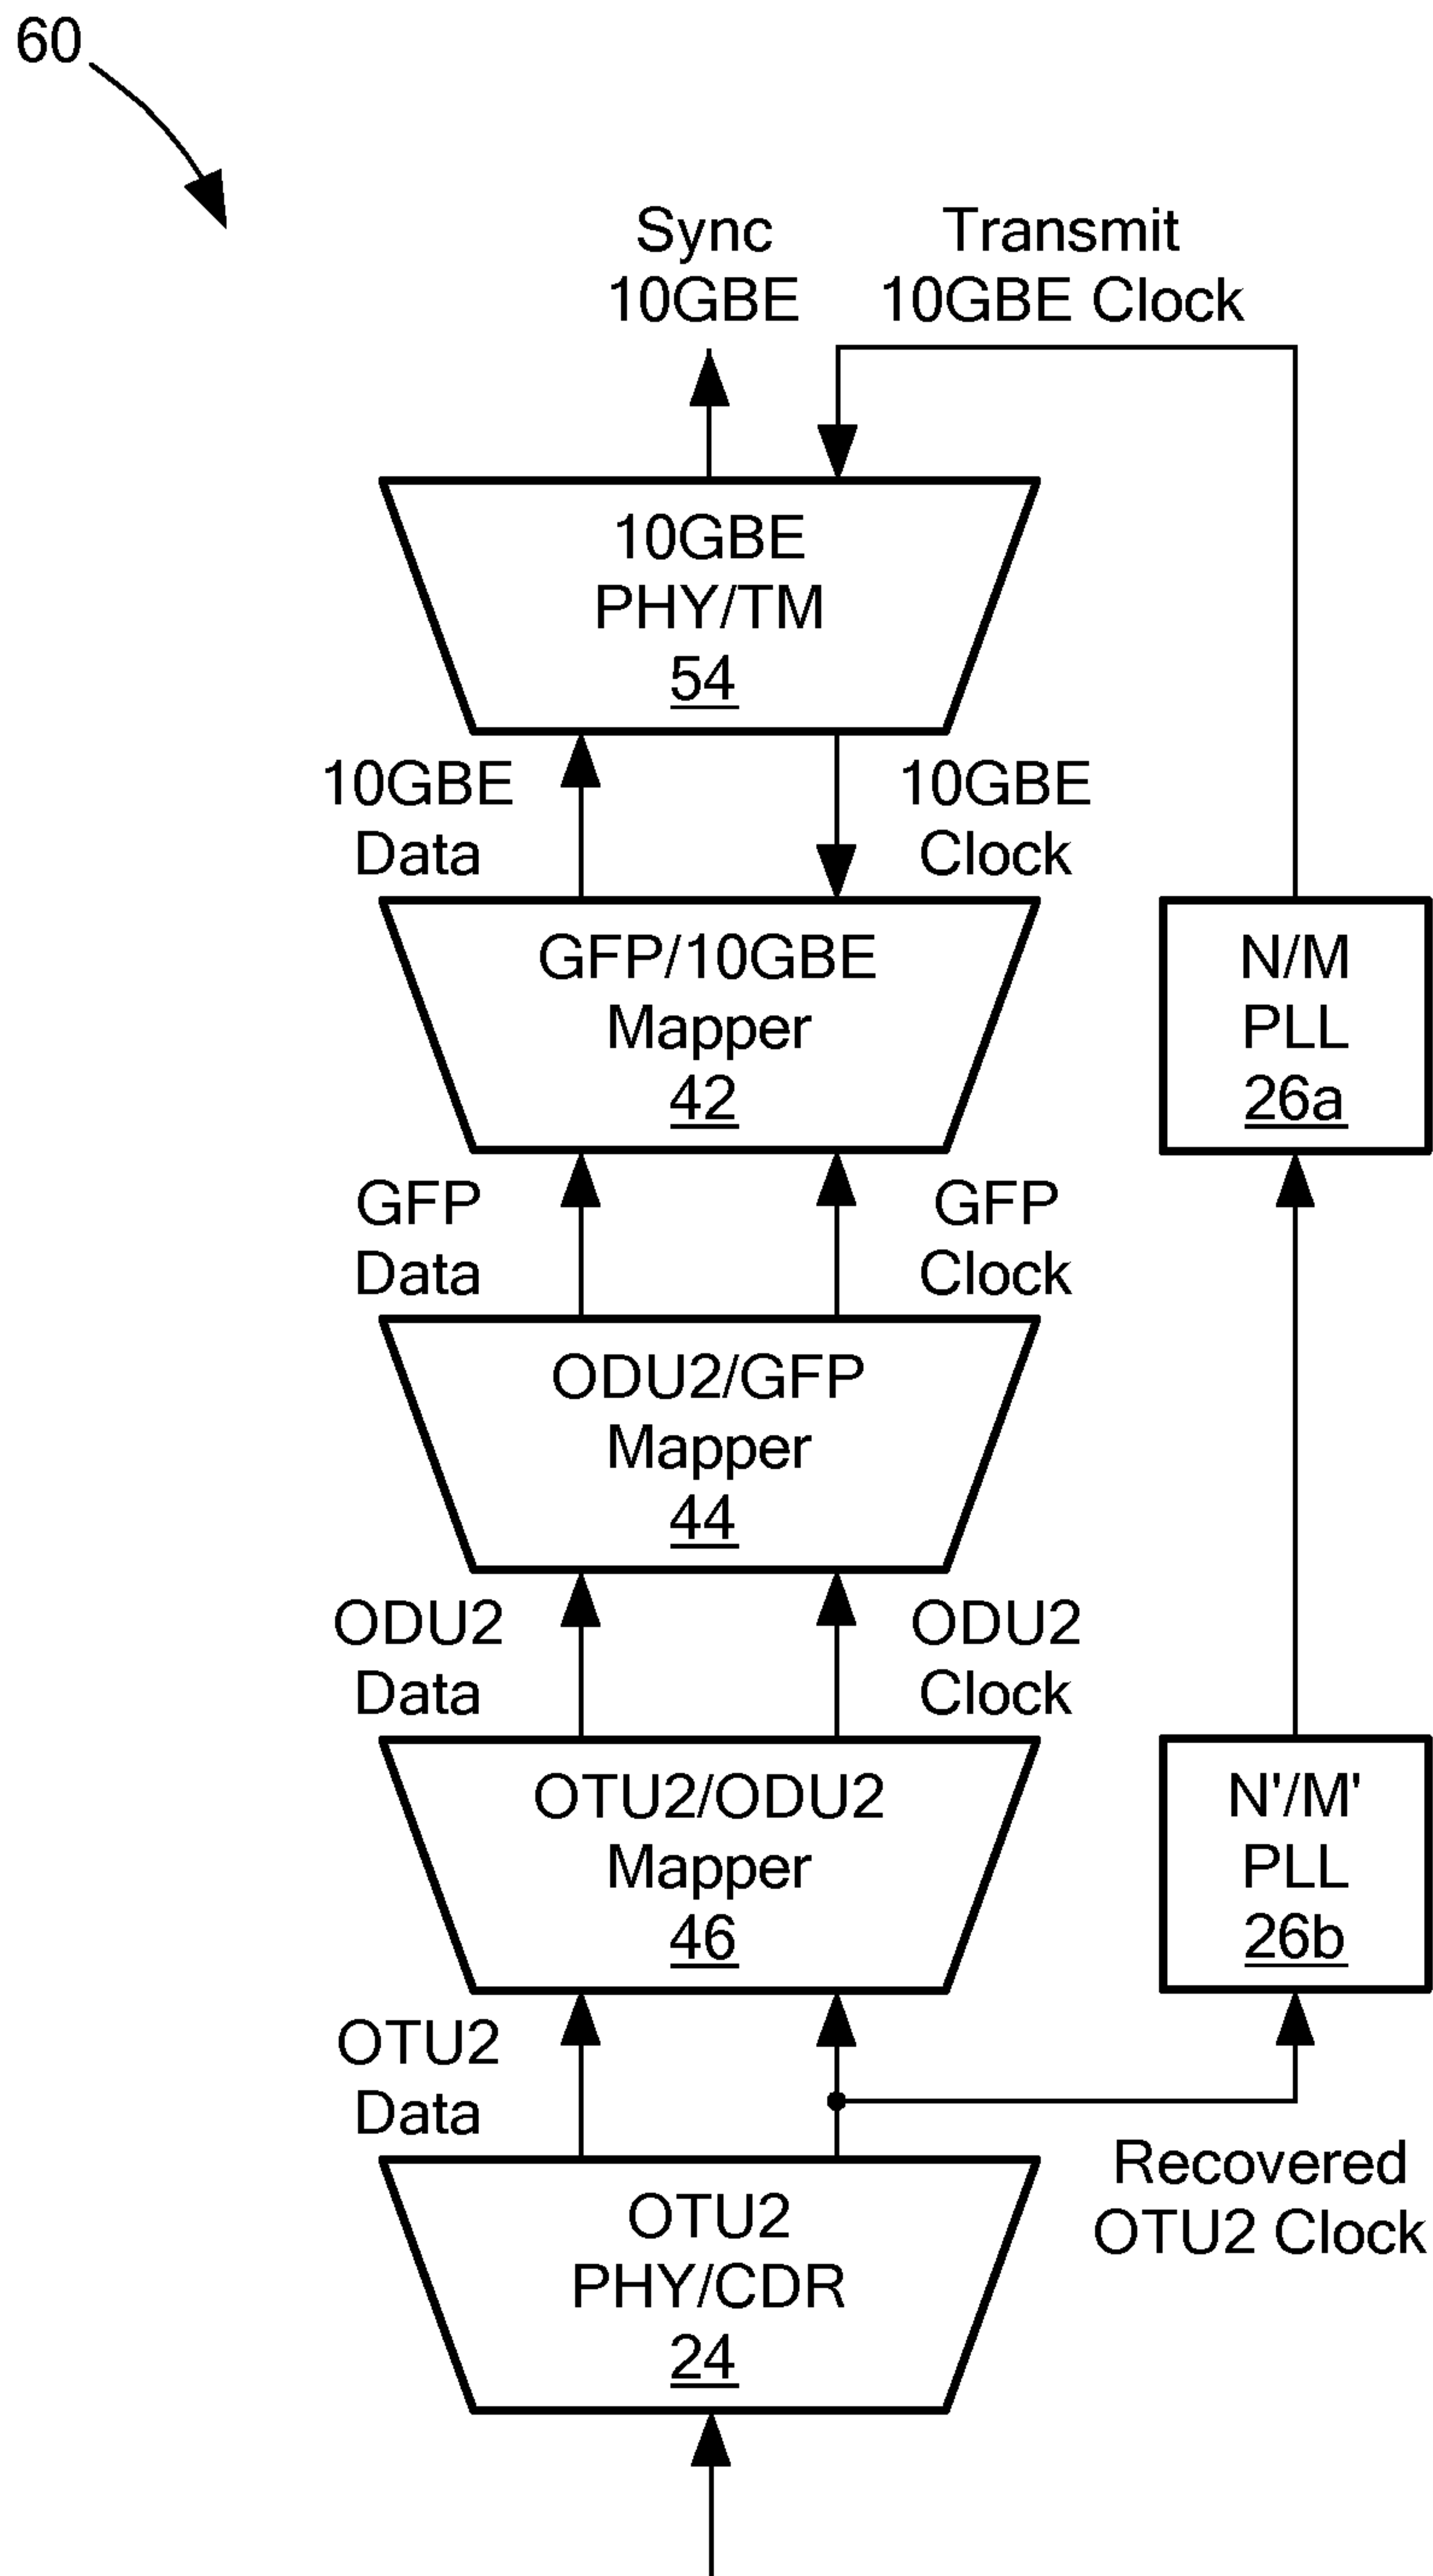 60
Sync
10GBE
Transmit
10GBE Clock
10GBE
PHY/TM
54
10GBE
Data
10GBE
Clock
GFP/10GBE
Mapper
42
N/M
PLL
26a
GFP
Data
GFP
Clock
ODU2/GFP
Mapper
44
ODU2
Data
ODU2
Clock
OTU2/ODU2
Mapper
46
N'/M'
PLL
26b
OTU2
Data
Recovered
OTU2 Clock
OTU2
PHY/CDR
24